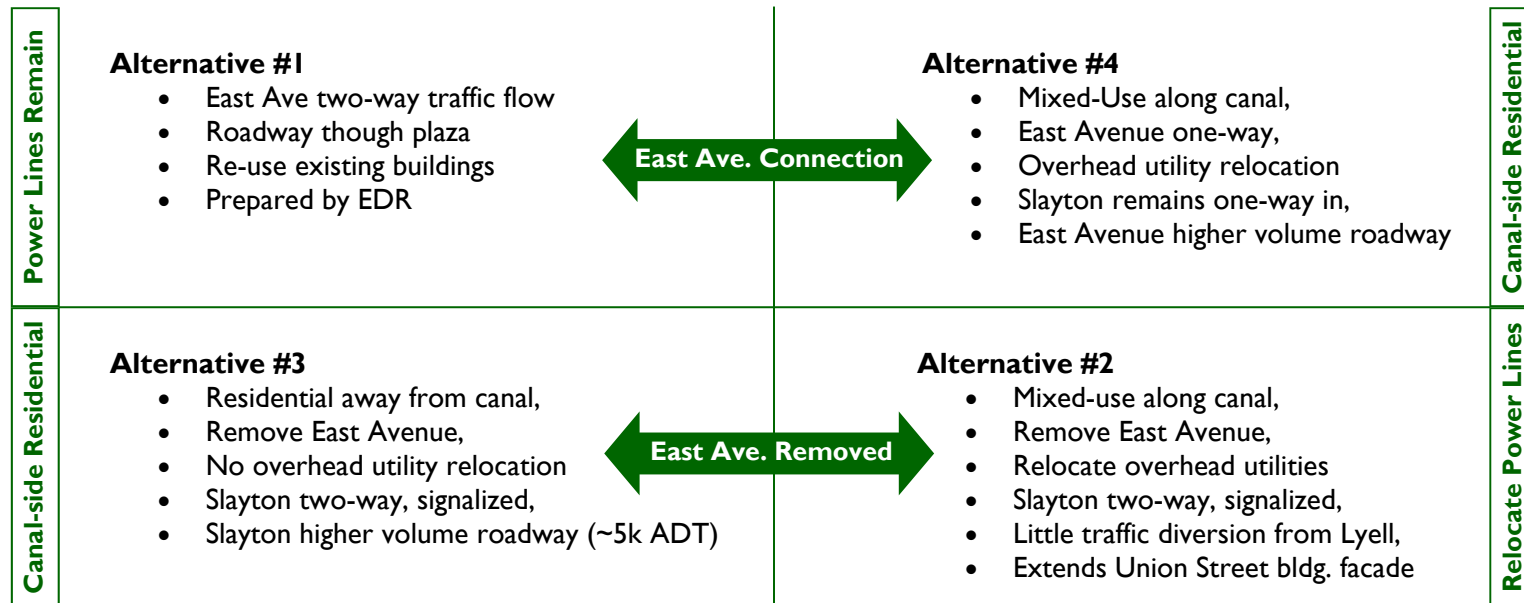 Power Lines Remain
Alternative #1
• East Ave two-way traffic flow
• Roadway though plaza
• Re-use existing buildings
• Prepared by EDR
East Ave. Connection
Alternative #4
• Mixed-Use along canal,
• East Avenue one-way,
• Overhead utility relocation
• Slayton remains one-way in,
• East Avenue higher volume roadway
Canal-side Residential
Canal-side Residential
Alternative #3
• Residential away from canal,
• Remove East Avenue,
• No overhead utility relocation
• Slayton two-way, signalized,
• Slayton higher volume roadway (~5k ADT)
East Ave. Removed
Alternative #2
• Mixed-use along canal,
• Remove East Avenue,
• Relocate overhead utilities
• Slayton two-way, signalized,
• Little traffic diversion from Lyell,
• Extends Union Street bldg. facade
Relocate Power Lines